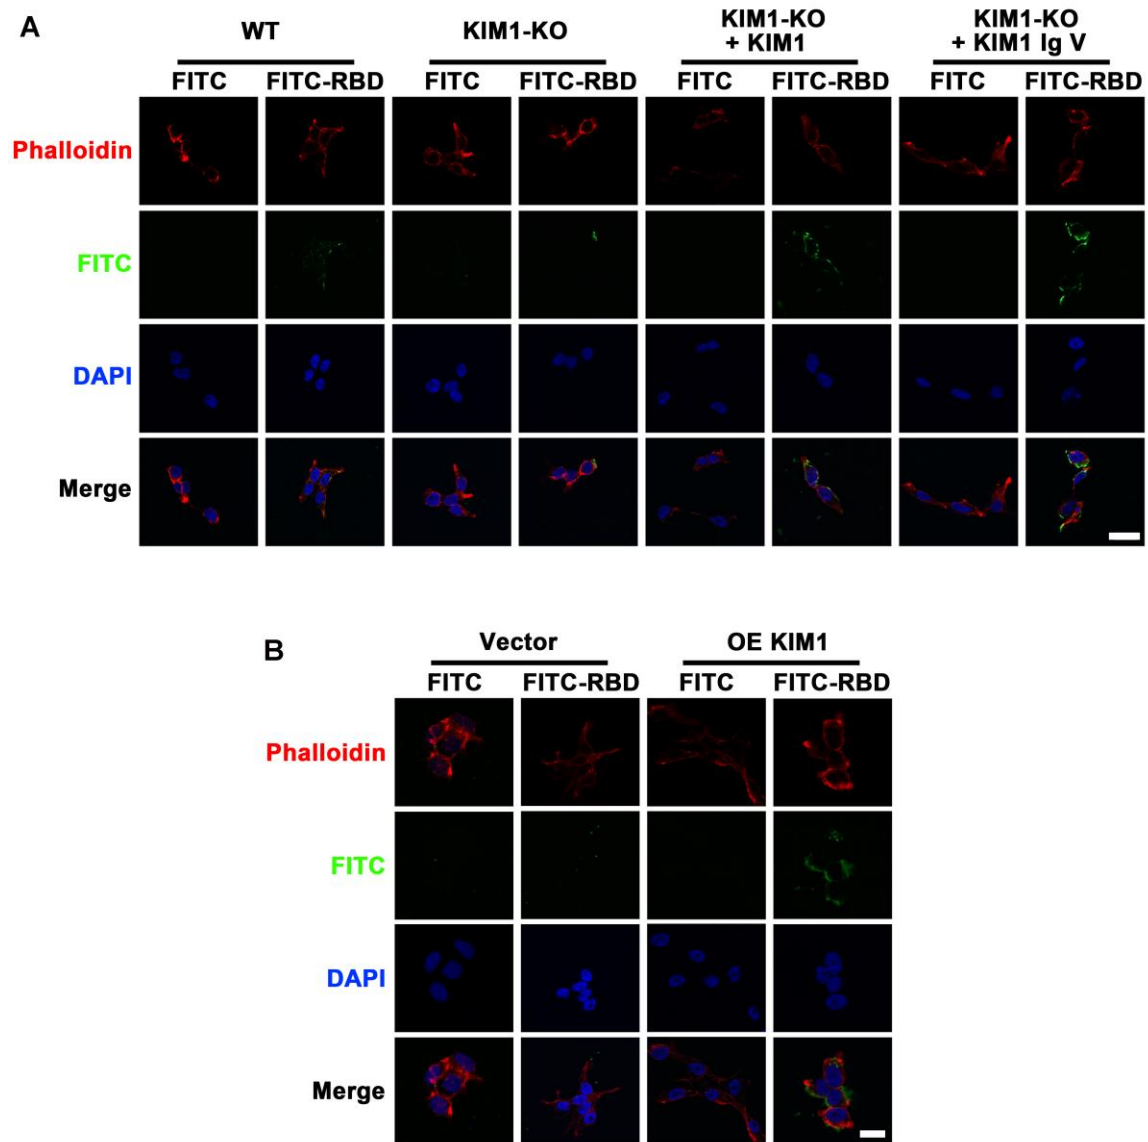 A
WT
KIM1-KO
KIM1-KO
+ KIM1
KIM1-KO
+ KIM1 Ig V
FITC FITC-RBD FITC FITC-RBD FITC FITC-RBD FITC FITC-RBD
Phalloidin
FITC
DAPI
Merge
B
Vector OE KIM1
FITC FITC-RBD FITC FITC-RBD
Phalloidin
FITC
DAPI
Merge